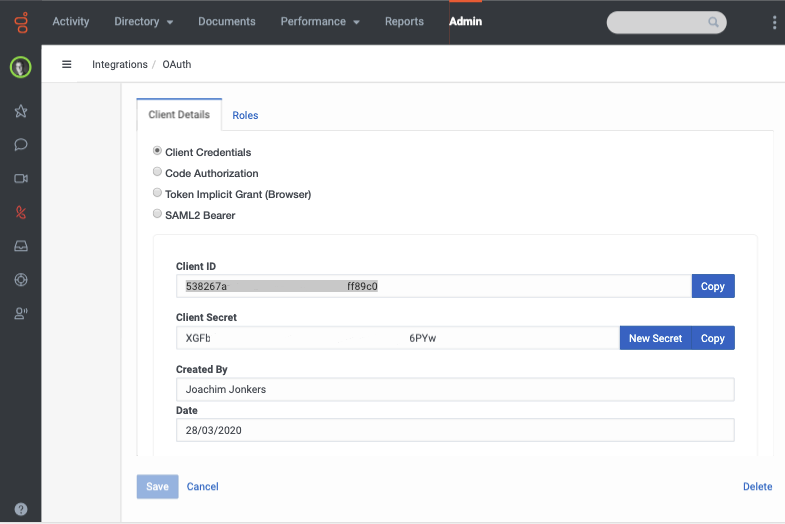 Activity Directory Documents Performance Reports Admin
Integrations / OAuth
Client Details Roles
Client Credentials
Code Authorization
Token Implicit Grant (Browser)
SAML2 Bearer
Client ID
538267a ff89c0 Copy
Client Secret
XGFb 6PYw New Secret Copy
Created By
Joachim Jonkers
Date
28/03/2020
Save Cancel Delete